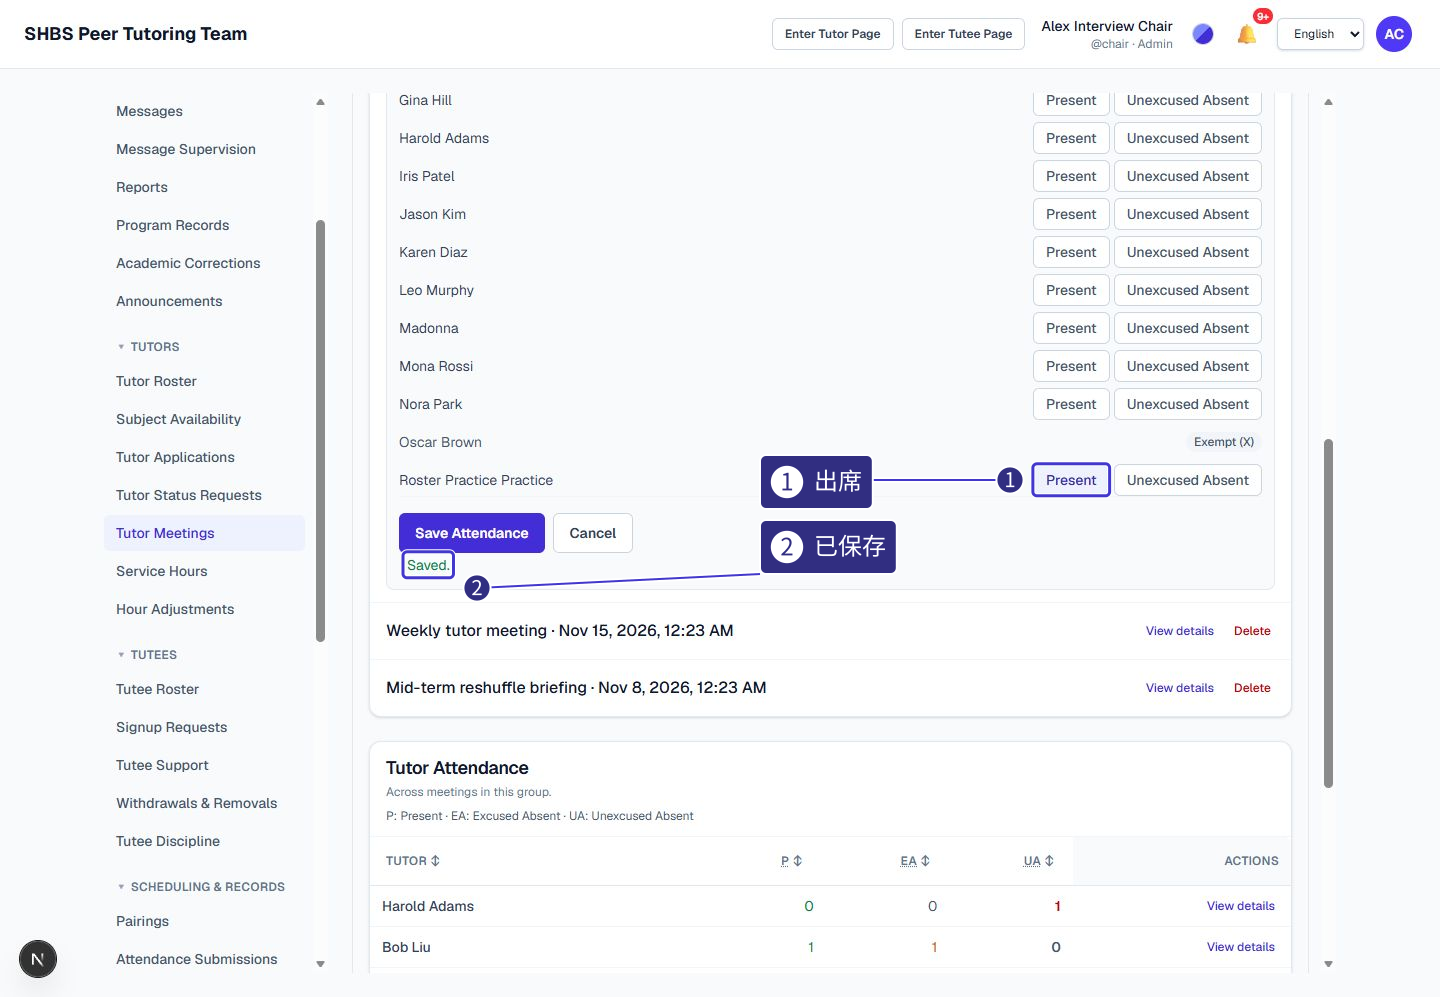 SHBS Peer Tutoring Team
Enter Tutor Page
Enter Tutee Page
Alex Interview Chair
@chair · Admin
9+
English
AC
Messages
Message Supervision
Reports
Program Records
Academic Corrections
Announcements
TUTORS
Tutor Roster
Subject Availability
Tutor Applications
Tutor Status Requests
Tutor Meetings
Service Hours
Hour Adjustments
TUTEES
Tutee Roster
Signup Requests
Tutee Support
Withdrawals & Removals
Tutee Discipline
SCHEDULING & RECORDS
Pairings
Attendance Submissions
N
Gina Hill Present Unexcused Absent
Harold Adams Present Unexcused Absent
Iris Patel Present Unexcused Absent
Jason Kim Present Unexcused Absent
Karen Diaz Present Unexcused Absent
Leo Murphy Present Unexcused Absent
Madonna Present Unexcused Absent
Mona Rossi Present Unexcused Absent
Nora Park Present Unexcused Absent
Oscar Brown Exempt (X)
Roster Practice Practice 1 出席 1 Present Unexcused Absent
Save Attendance Cancel
2 已保存
Saved.
2
Weekly tutor meeting · Nov 15, 2026, 12:23 AM View details Delete
Mid-term reshuffle briefing · Nov 8, 2026, 12:23 AM View details Delete
Tutor Attendance
Across meetings in this group.
P: Present · EA: Excused Absent · UA: Unexcused Absent
TUTOR P EA UA ACTIONS
Harold Adams 0 0 1 View details
Bob Liu 1 1 0 View details